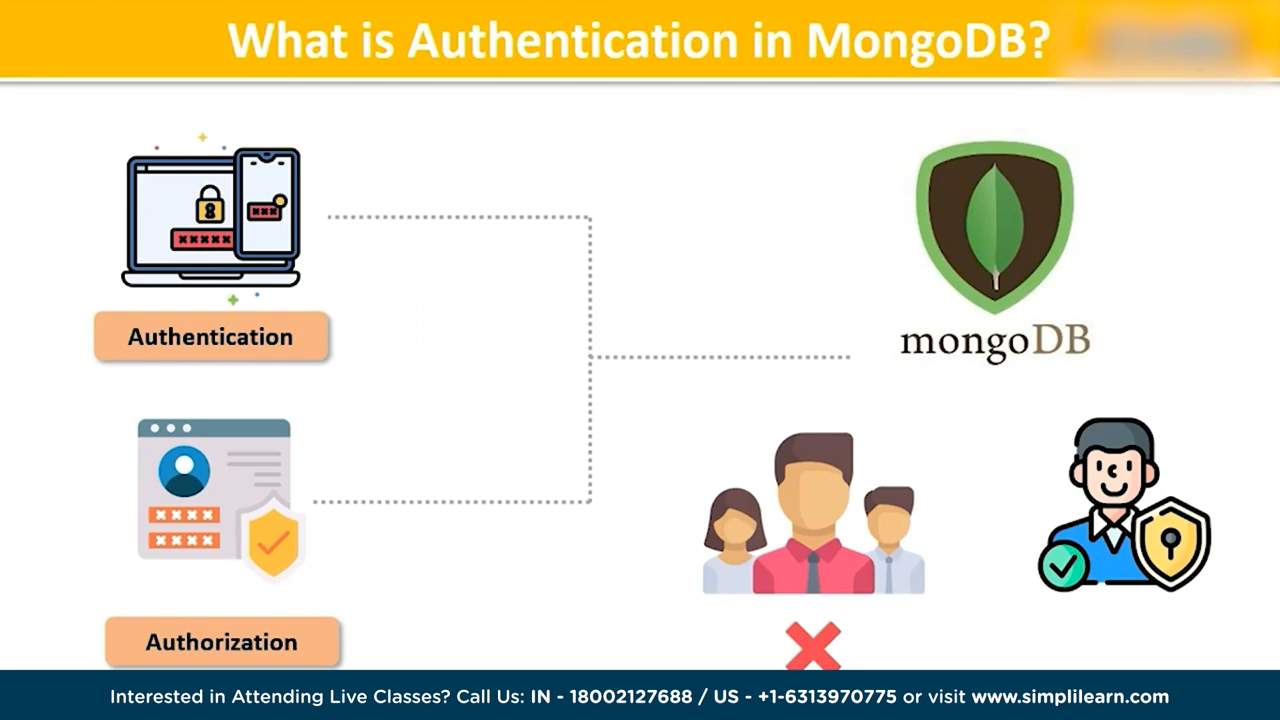 What is Authentication in MongoDB?
Authentication
mongoDB
Authorization
Interested in Attending Live Classes? Call Us: IN - 18002127688 / US - +1-6313970775 or visit www.simplilearn.com